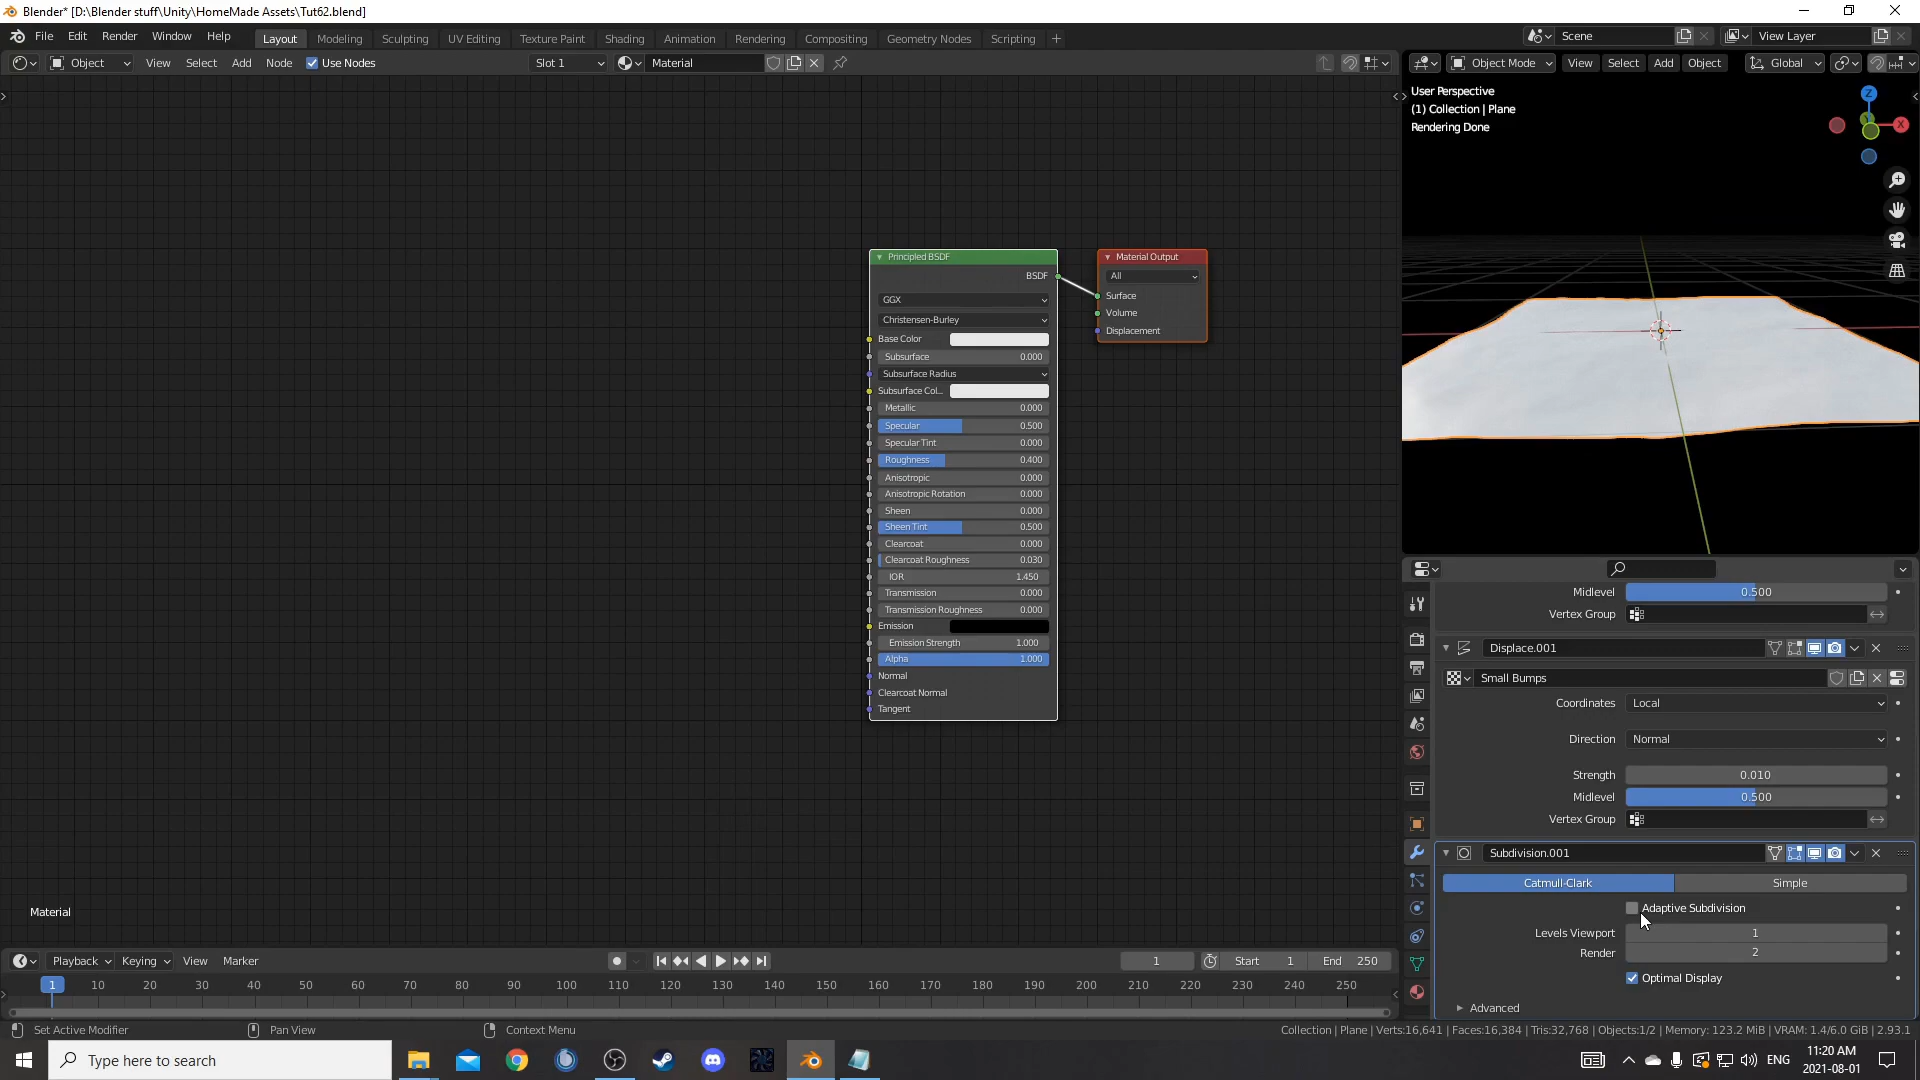 Blender* [D:\Blender stuff\Unity\HomeMade Assets\Tut62.blend]
File Edit Render Window Help Layout Modeling Sculpting UV Editing Texture Paint Shading Animation Rendering Compositing Geometry Nodes Scripting + Scene View Layer
Object View Select Add Node Use Nodes Slot 1 Material Object Mode View Select Add Object Global
User Perspective
(1) Collection | Plane
Rendering Done
Z
X
Principled BSDF
BSDF
GGX
Christensen-Burley
Base Color
Subsurface 0.000
Subsurface Radius
Subsurface Col...
Metallic 0.000
Specular 0.500
Specular Tint 0.000
Roughness 0.400
Anisotropic 0.000
Anisotropic Rotation 0.000
Sheen 0.000
Sheen Tint 0.500
Clearcoat 0.000
Clearcoat Roughness 0.030
IOR 1.450
Transmission 0.000
Transmission Roughness 0.000
Emission
Emission Strength 1.000
Alpha 1.000
Normal
Clearcoat Normal
Tangent
Material Output
All
Surface
Volume
Displacement
Midlevel 0.500
Vertex Group
Displace.001
Small Bumps
Coordinates Local
Direction Normal
Strength 0.010
Midlevel 0.500
Vertex Group
Subdivision.001
Catmull-Clark Simple
Adaptive Subdivision
Levels Viewport 1
Render 2
Optimal Display
Advanced
Material
Playback Keying View Marker 1 Start 1 End 250
1 10 20 30 40 50 60 70 80 90 100 110 120 130 140 150 160 170 180 190 200 210 220 230 240 250
Set Active Modifier Pan View Context Menu Collection | Plane | Verts:16,641 | Faces:16,384 | Tris:32,768 | Objects:1/2 | Memory: 123.2 MiB | VRAM: 1.4/6.0 GiB | 2.93.1
Type here to search
ENG
11:20 AM
2021-08-01